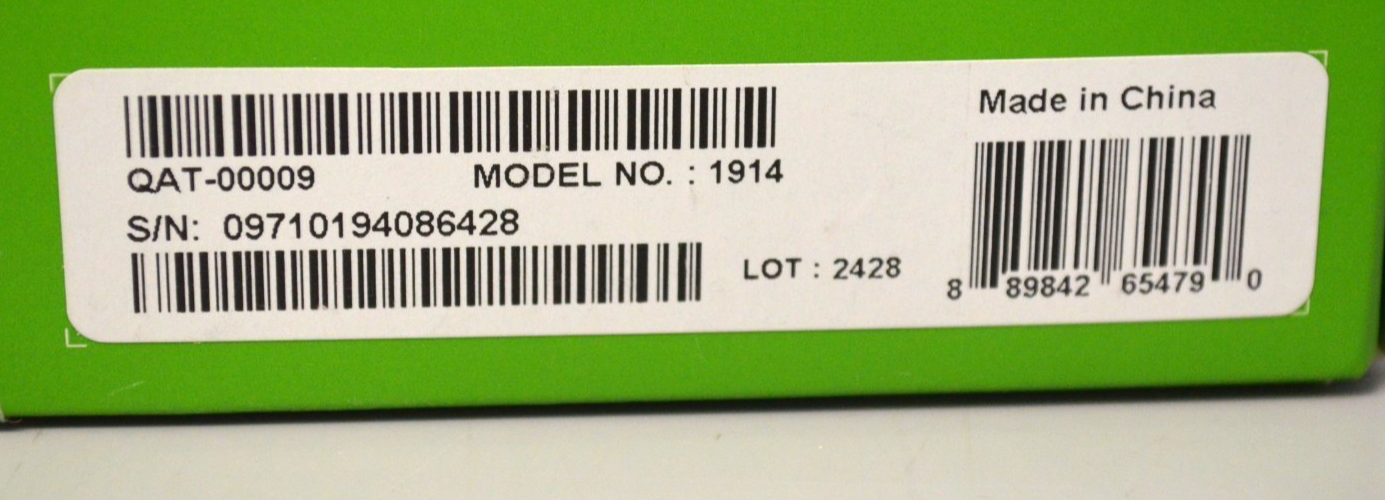 QAT-00009 MODEL NO. : 1914
S/N: 09710194086428
LOT : 2428
Made in China
8 89842 65479 0